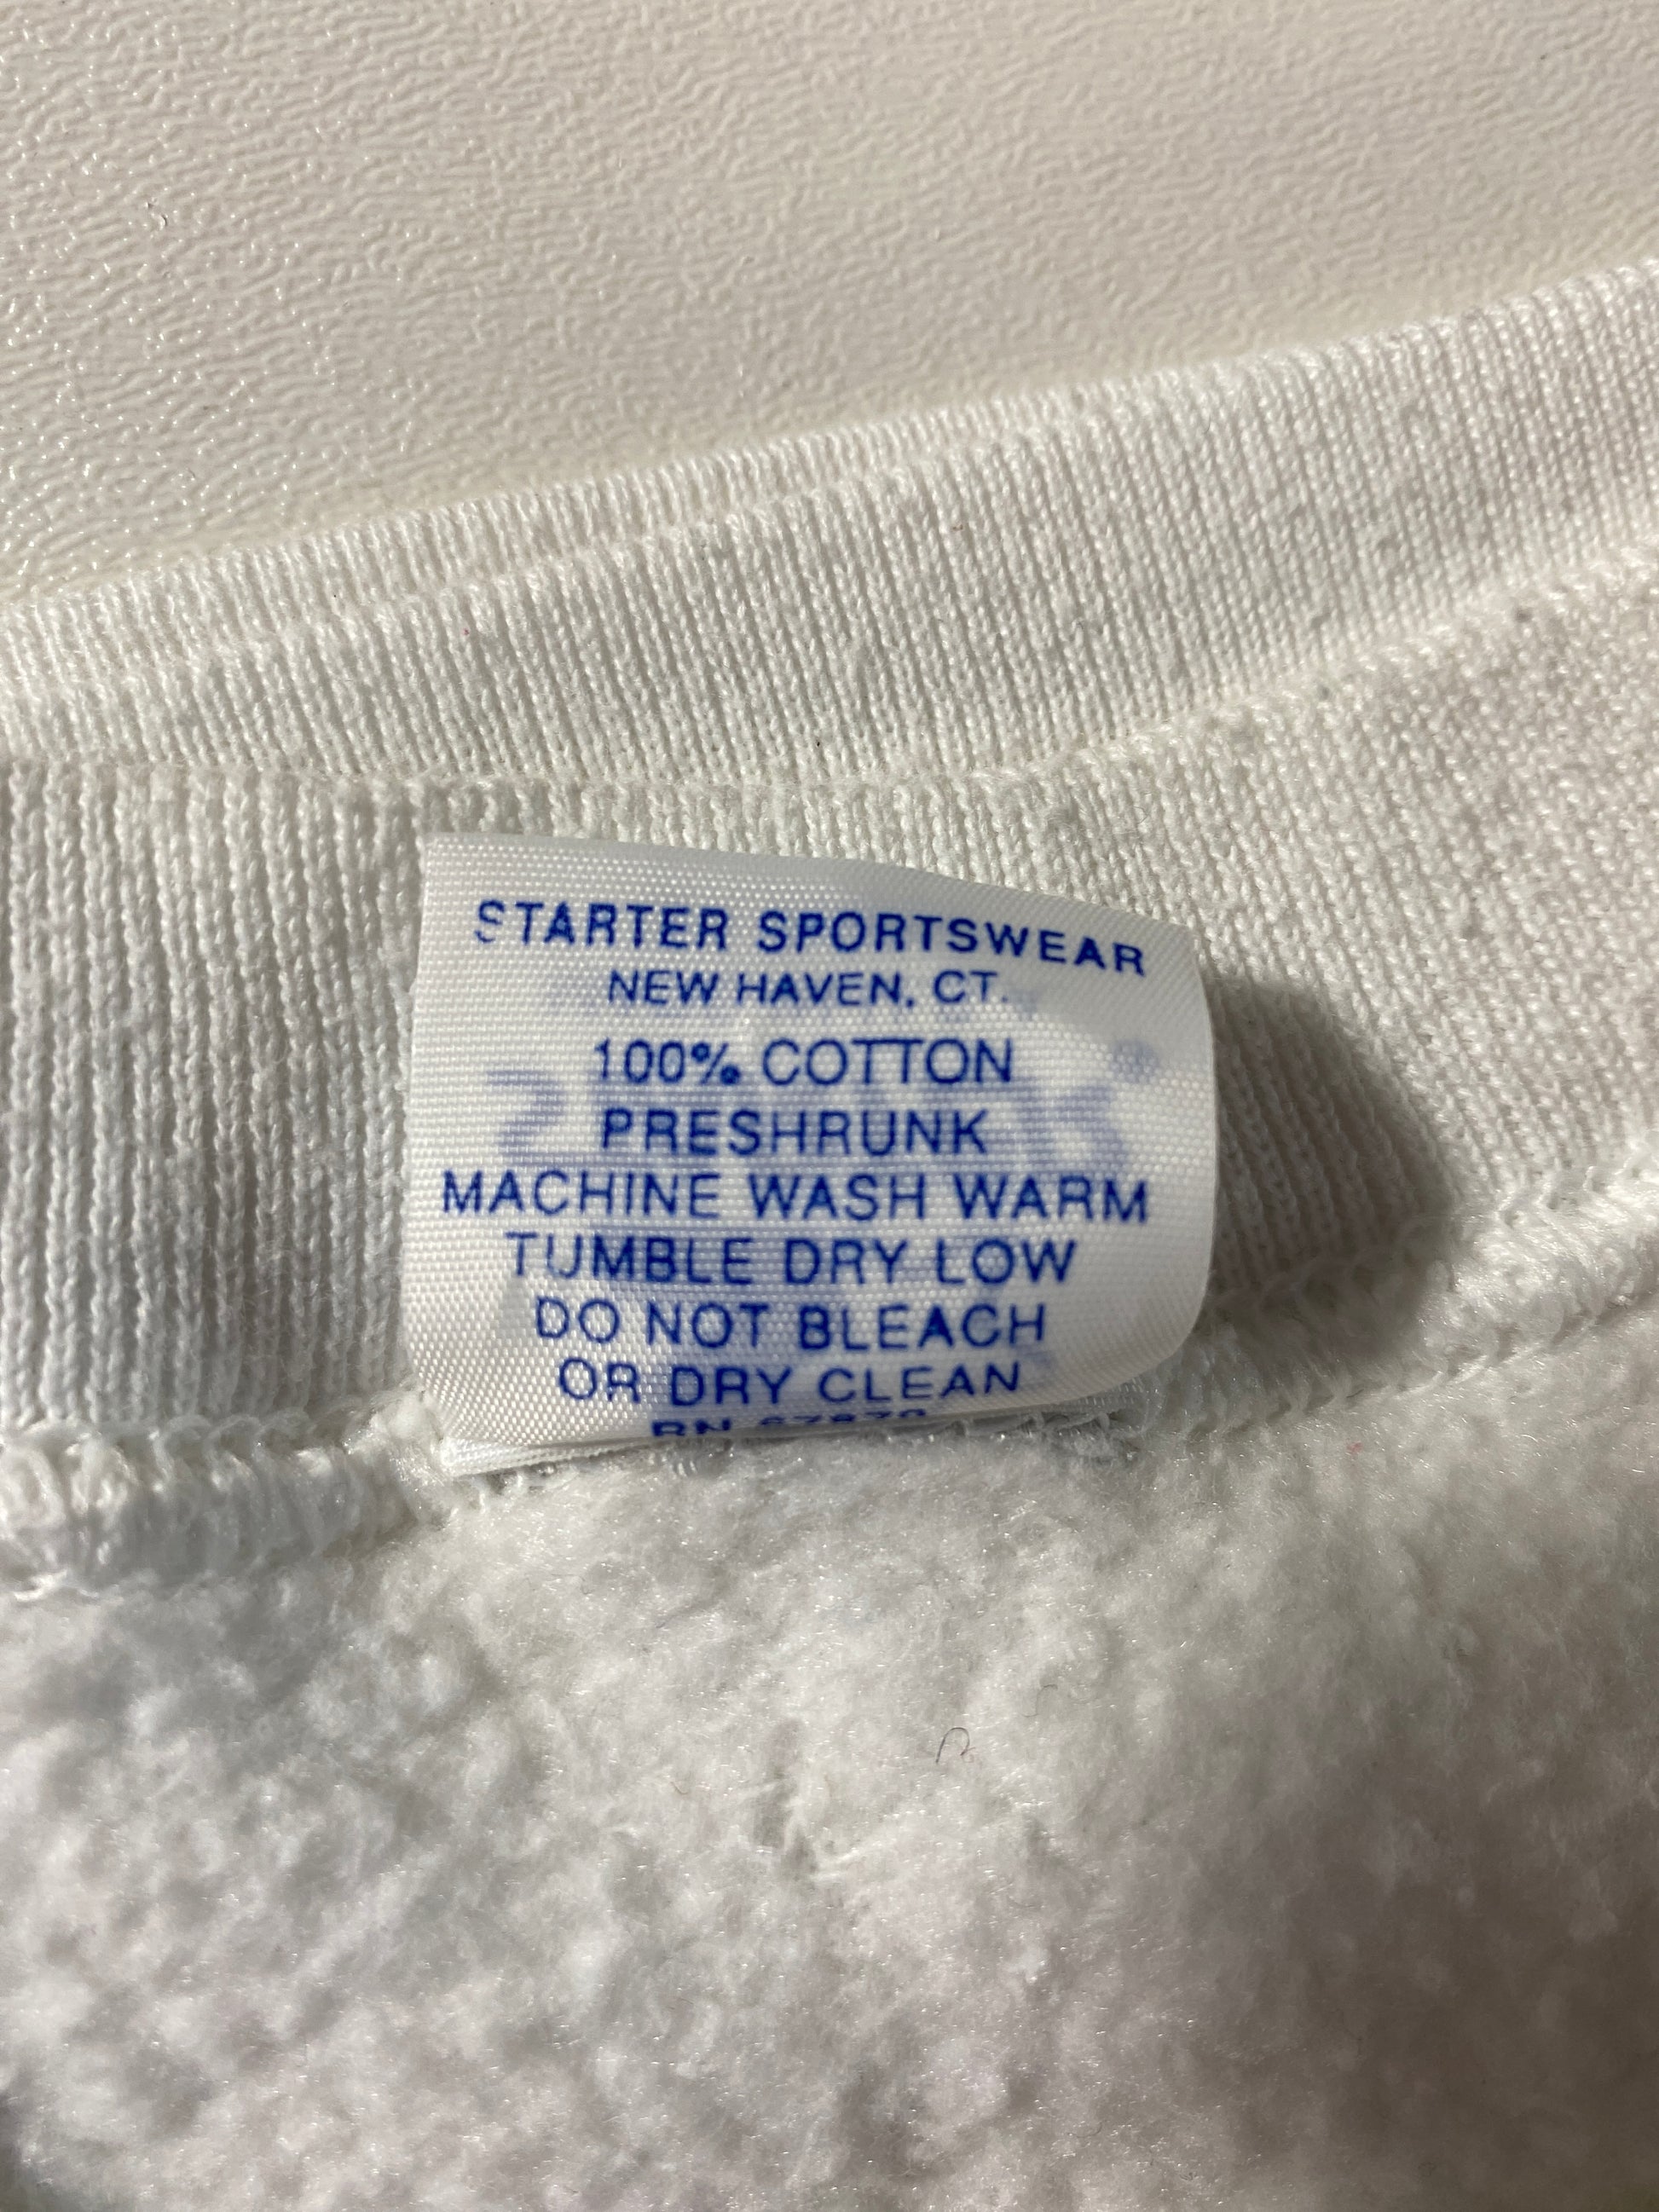 STARTER SPORTSWEAR
NEW HAVEN, CT.
100% COTTON
PRESHRUNK
MACHINE WASH WARM
TUMBLE DRY LOW
DO NOT BLEACH
OR DRY CLEAN
RN